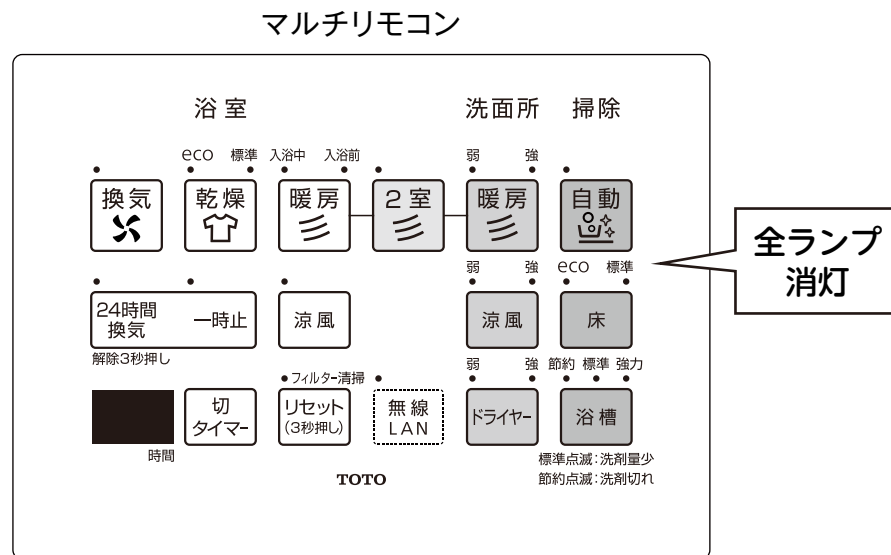 マルチリモコン
浴室 洗面所 掃除
eco 標準 入浴中 入浴前 弱 強
換気 乾燥 暖房 2室 暖房 自動
全ランプ
消灯
弱 強 eco 標準
24時間
換気 一時止 涼風 涼風 床
解除3秒押し
弱 強 節約 標準 強力
フィルター清掃
切
タイマー
リセット
(3秒押し)
無線
LAN
ドライヤー 浴槽
時間
標準点滅:洗剤量少
節約点滅:洗剤切れ
TOTO